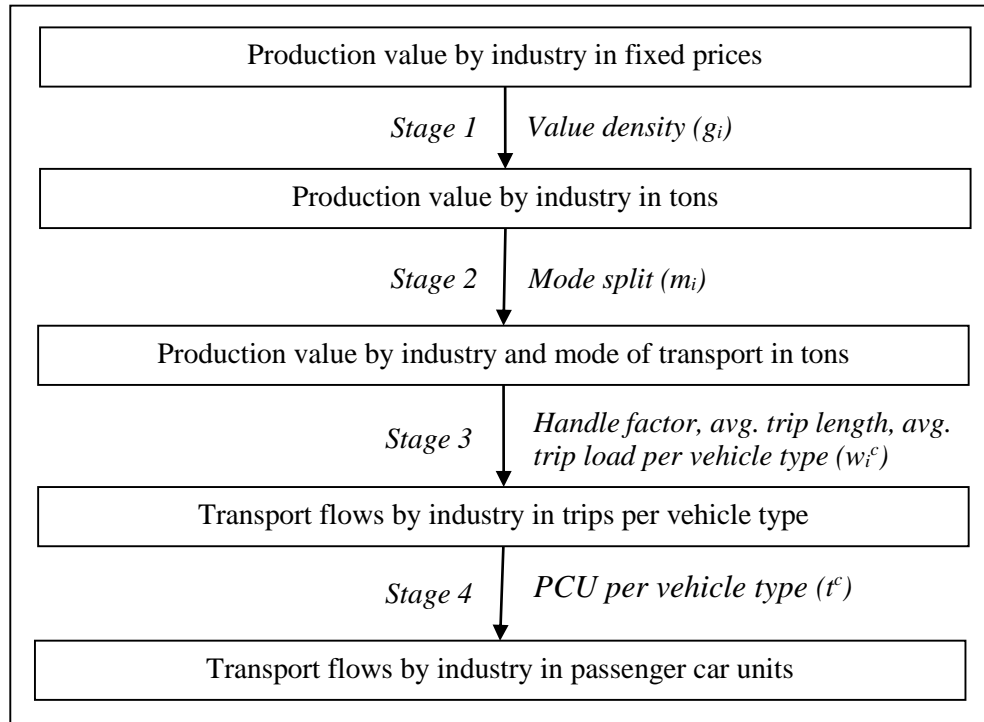 Production value by industry in fixed prices
Stage 1 Value density (gᵢ)
Production value by industry in tons
Stage 2 Mode split (mᵢ)
Production value by industry and mode of transport in tons
Handle factor, avg. trip length, avg.
Stage 3 trip load per vehicle type (wᵢᶜ)
Transport flows by industry in trips per vehicle type
Stage 4 PCU per vehicle type (tᶜ)
Transport flows by industry in passenger car units